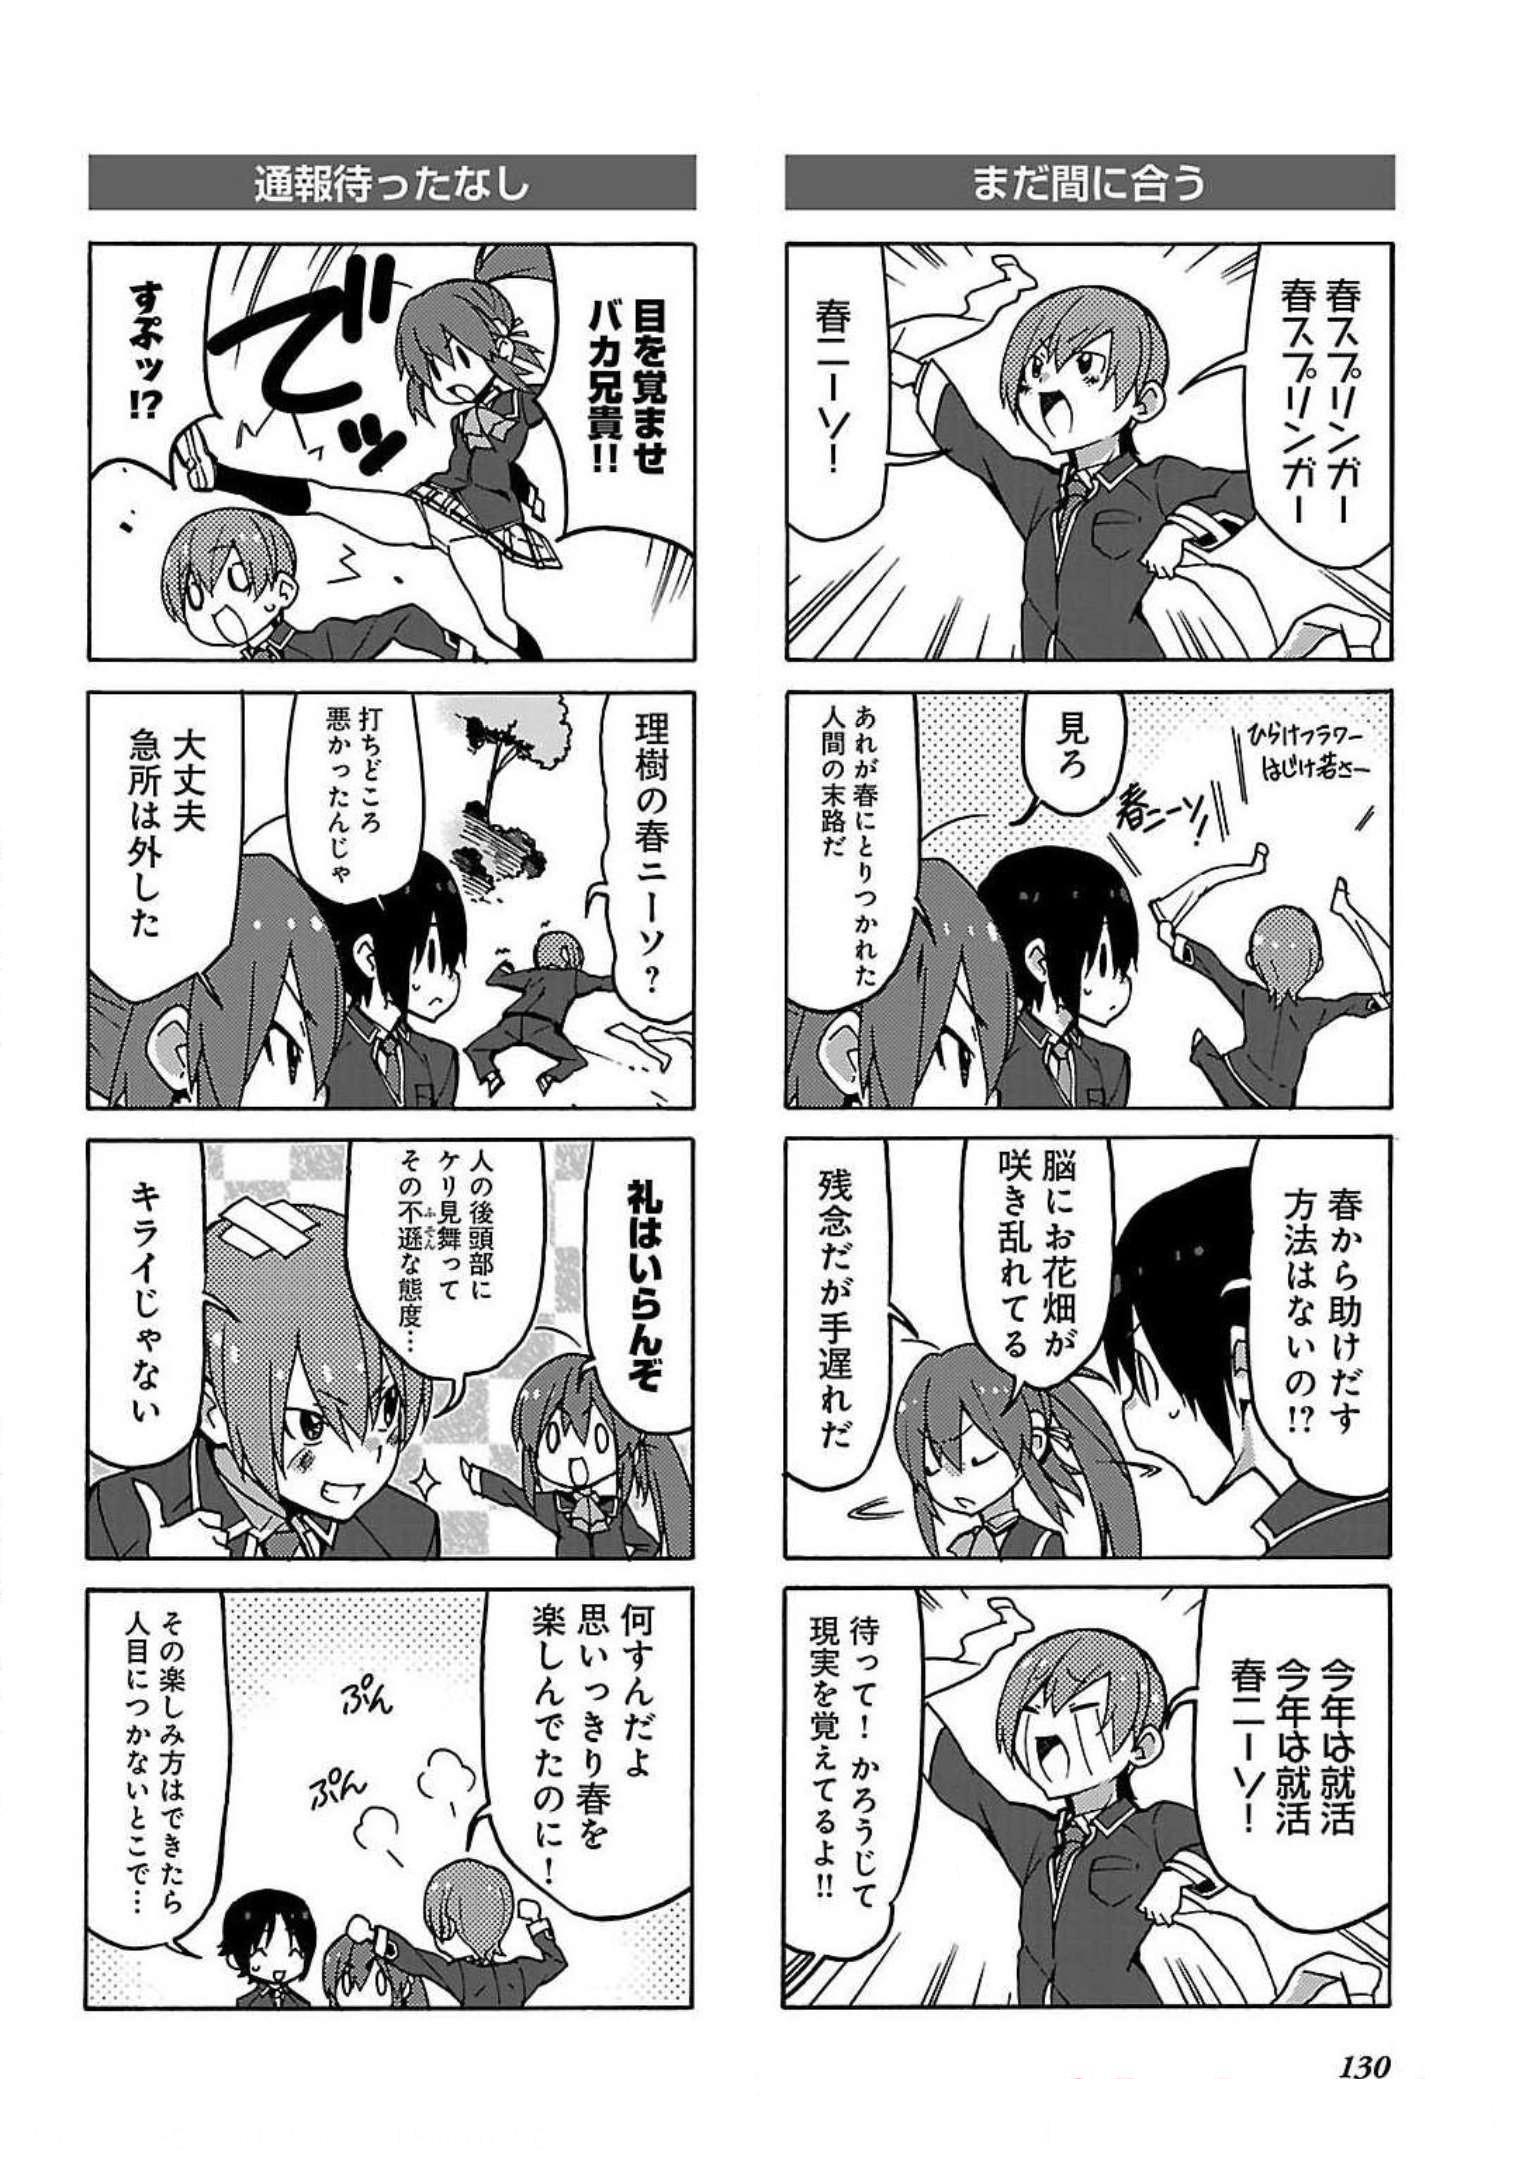 まだ間に合う
春スプリンガー
春スプリンガー
春ニーソ！
ひらけフラワー
はじけ若さー
春ニーソ！
見ろ
あれが春にとりつかれた
人間の末路だ
春から助けだす
方法はないの!?
脳にお花畑が
咲き乱れてる
残念だが手遅れだ
今年は就活
今年は就活
春ニーソ！
待って！かろうじて
現実を覚えてるよ!!
通報待ったなし
目を覚ませ
バカ兄貴!!
でッ
すぷッ!?
理樹の春ニーソ？
打ちどころ
悪かったんじゃ
大丈夫
急所は外した
礼はいらんぞ
人の後頭部に
ケリ見舞って
その不遜な態度…
ふそん
キライじゃない
何すんだよ
思いっきり春を
楽しんでたのに！
ぷん
ぷん
その楽しみ方はできたら
人目につかないとこで…
130